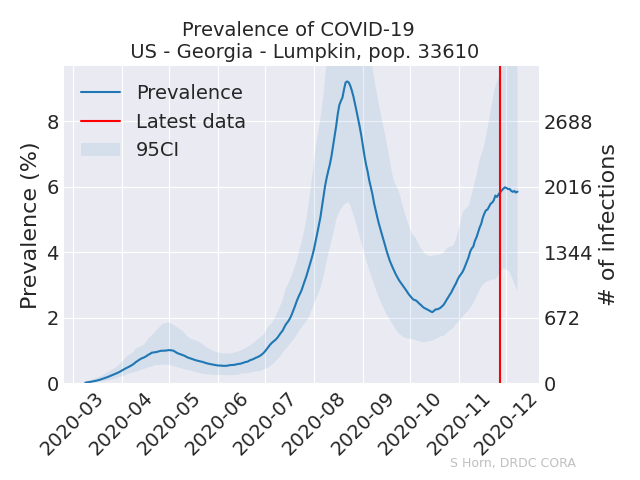 Prevalence of COVID-19
US - Georgia - Lumpkin, pop. 33610
Prevalence
Latest data
95CI
Prevalence (%)
8
6
4
2
0
2688
2016
1344
672
0
# of infections
2020-03
2020-04
2020-05
2020-06
2020-07
2020-08
2020-09
2020-10
2020-11
2020-12
S Horn, DRDC CORA